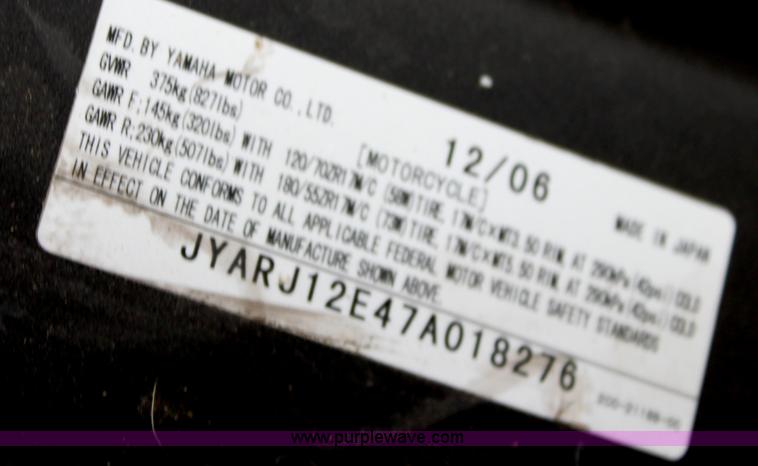 MFD. BY YAMAHA MOTOR CO., LTD.
12/06
MADE IN JAPAN
GVWR 375kg(827lbs)
[MOTORCYCLE]
GAWR F;145kg(320lbs) WITH 120/70ZR17M/C (58W)TIRE, 17M/C×MT3.50 RIM, AT 290kPa(42psi) COLD
GAWR R;230kg(507lbs) WITH 180/55ZR17M/C (73W)TIRE, 17M/C×MT5.50 RIM, AT 290kPa(42psi) COLD
THIS VEHICLE CONFORMS TO ALL APPLICABLE FEDERAL MOTOR VEHICLE SAFETY STANDARDS
IN EFFECT ON THE DATE OF MANUFACTURE SHOWN ABOVE.
JYARJ12E47A018276
www.purplewave.com